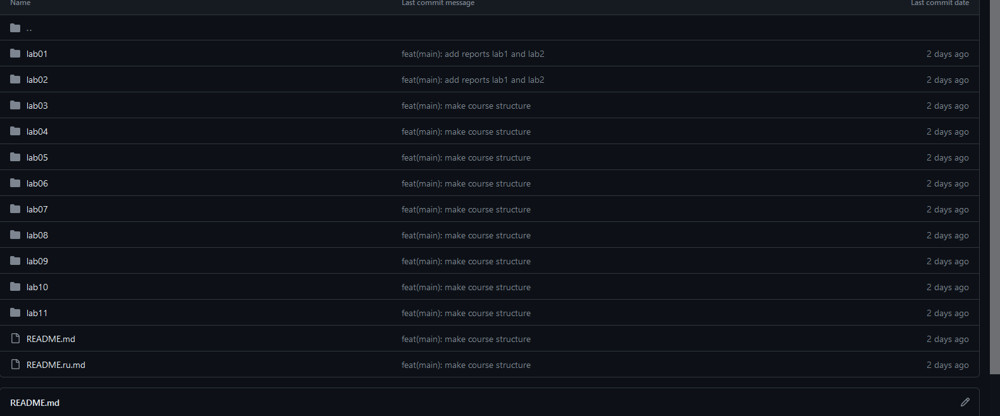 Name Last commit message Last commit date
..
lab01 feat(main): add reports lab1 and lab2 2 days ago
lab02 feat(main): add reports lab1 and lab2 2 days ago
lab03 feat(main): make course structure 2 days ago
lab04 feat(main): make course structure 2 days ago
lab05 feat(main): make course structure 2 days ago
lab06 feat(main): make course structure 2 days ago
lab07 feat(main): make course structure 2 days ago
lab08 feat(main): make course structure 2 days ago
lab09 feat(main): make course structure 2 days ago
lab10 feat(main): make course structure 2 days ago
lab11 feat(main): make course structure 2 days ago
README.md feat(main): make course structure 2 days ago
README.ru.md feat(main): make course structure 2 days ago
README.md